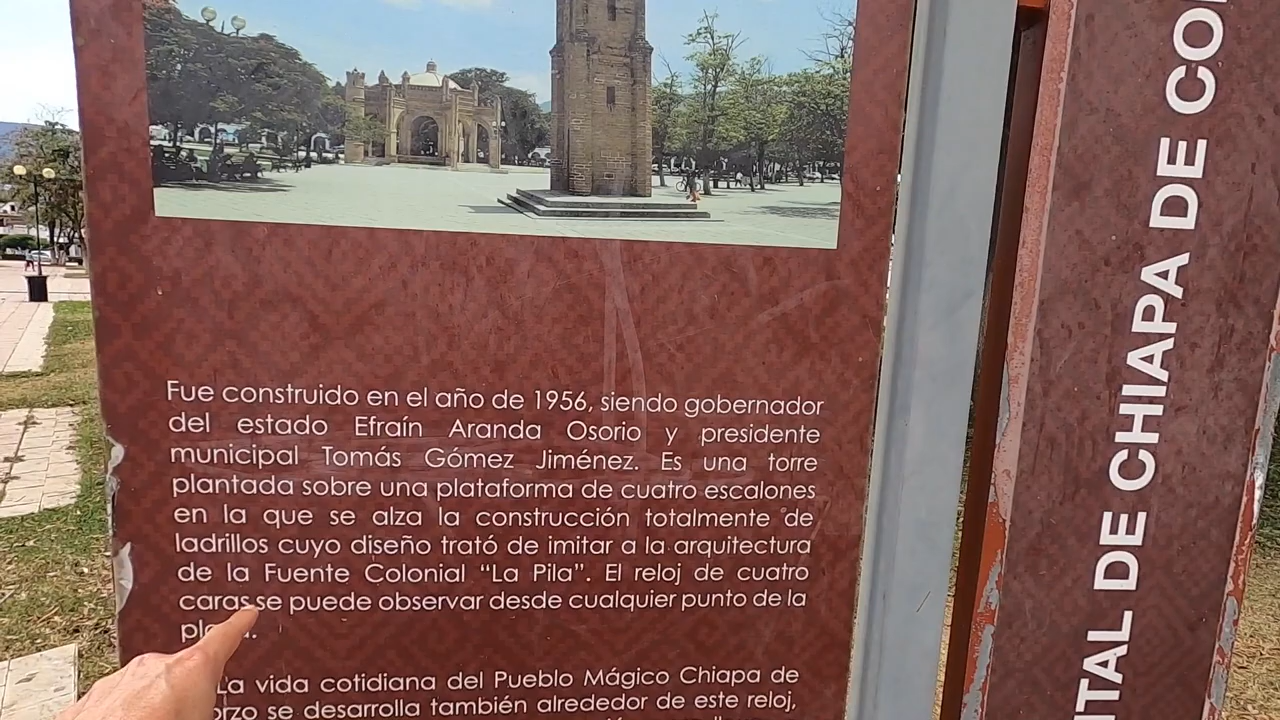 Fue construido en el año de 1956, siendo gobernador
del estado Efraín Aranda Osorio y presidente
municipal Tomás Gómez Jiménez. Es una torre
plantada sobre una plataforma de cuatro escalones
en la que se alza la construcción totalmente de
ladrillos cuyo diseño trató de imitar a la arquitectura
de la Fuente Colonial “La Pila”. El reloj de cuatro
caras se puede observar desde cualquier punto de la
La vida cotidiana del Pueblo Mágico Chiapa de
se desarrolla también alrededor de este reloj,
DE CHIAPA DE